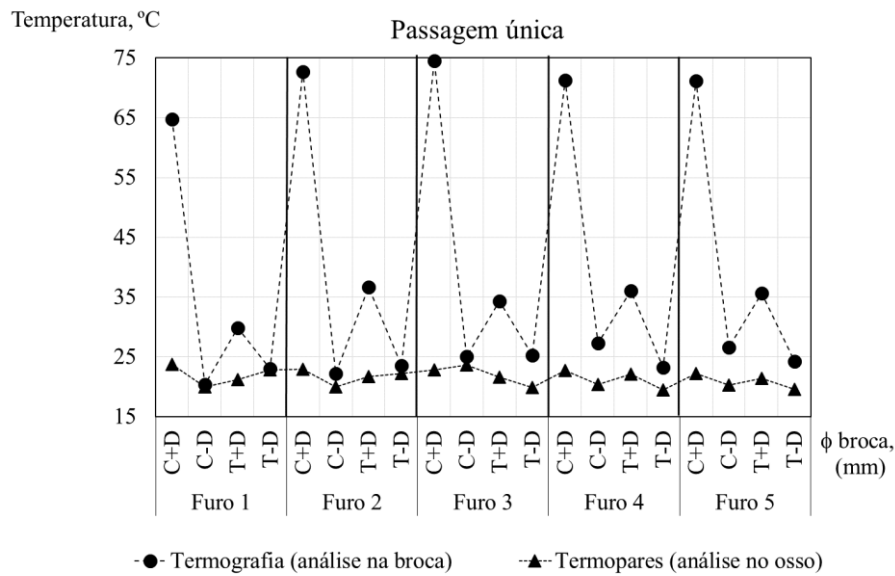 Temperatura, ºC
Passagem única
75
65
55
45
35
25
15
C+D
C-D
T+D
T-D
C+D
C-D
T+D
T-D
C+D
C-D
T+D
T-D
C+D
C-D
T+D
T-D
C+D
C-D
T+D
T-D
ϕ broca,
(mm)
Furo 1 Furo 2 Furo 3 Furo 4 Furo 5
Termografia (análise na broca) Termopares (análise no osso)